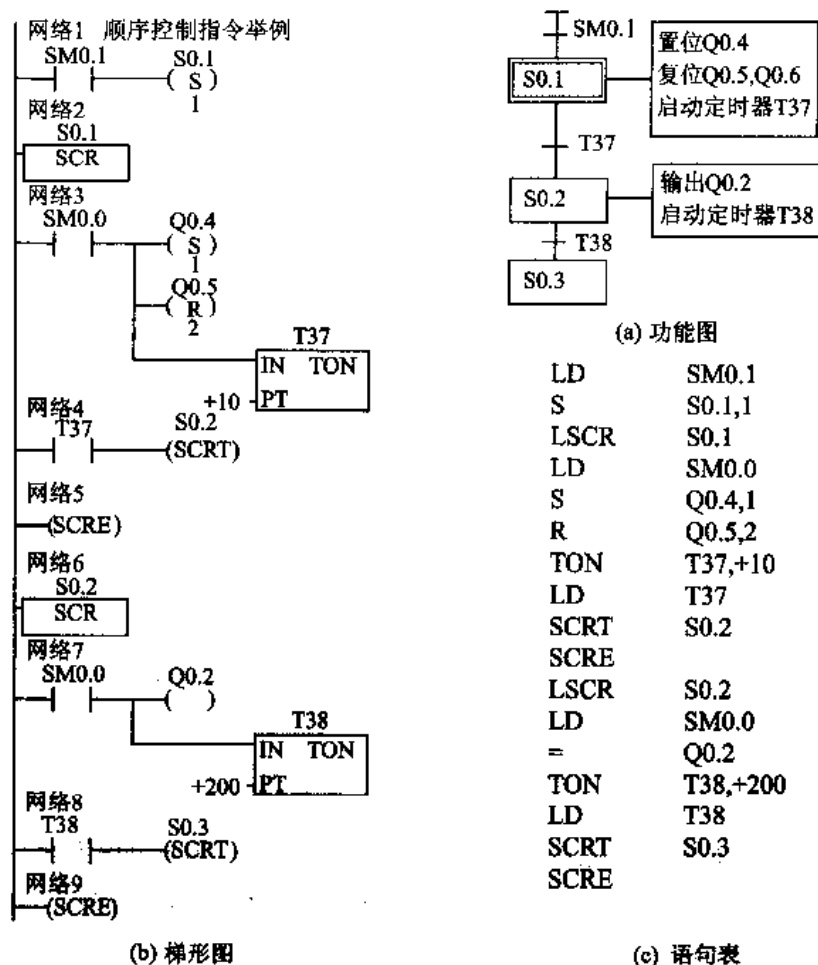 网络1 顺序控制指令举例
SM0.1 S0.1
( S )
1
网络2
S0.1
SCR
网络3
SM0.0 Q0.4
( S )
1
Q0.5
( R )
2
T37
IN TON
+10 PT
网络4
T37 S0.2
(SCRT)
网络5
(SCRE)
网络6
S0.2
SCR
网络7
SM0.0 Q0.2
( )
T38
IN TON
+200 PT
网络8
T38 S0.3
(SCRT)
网络9
(SCRE)
(b) 梯形图
SM0.1
S0.1
置位Q0.4
复位Q0.5,Q0.6
启动定时器T37
T37
S0.2
输出Q0.2
启动定时器T38
T38
S0.3
(a) 功能图
LD SM0.1
S S0.1,1
LSCR S0.1
LD SM0.0
S Q0.4,1
R Q0.5,2
TON T37,+10
LD T37
SCRT S0.2
SCRE
LSCR S0.2
LD SM0.0
= Q0.2
TON T38,+200
LD T38
SCRT S0.3
SCRE
(c) 语句表